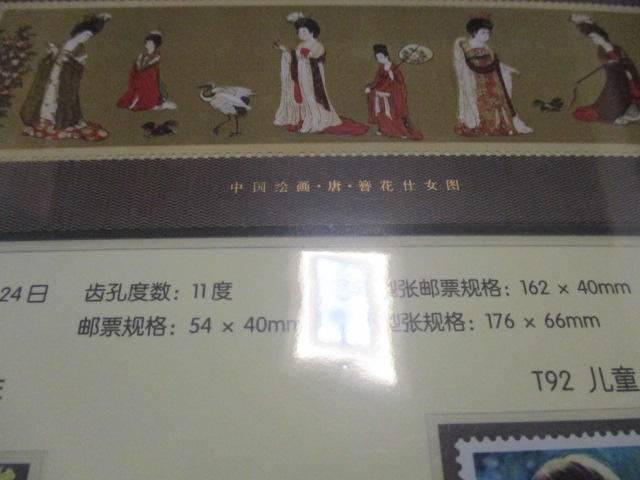 中国绘画·唐·簪花仕女图
24日 齿孔度数：11度 型张邮票规格：162 × 40mm
邮票规格：54 × 40mm 型张规格：176 × 66mm
T92 儿童